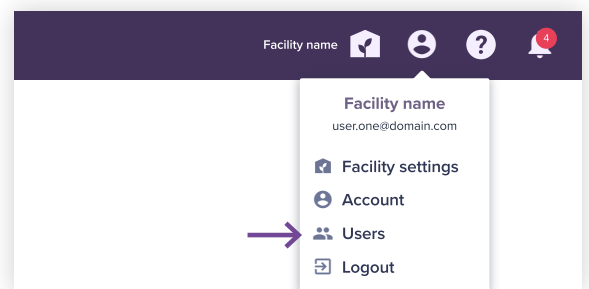 Facility name
?
4
Facility name
user.one@domain.com
Facility settings
Account
Users
Logout